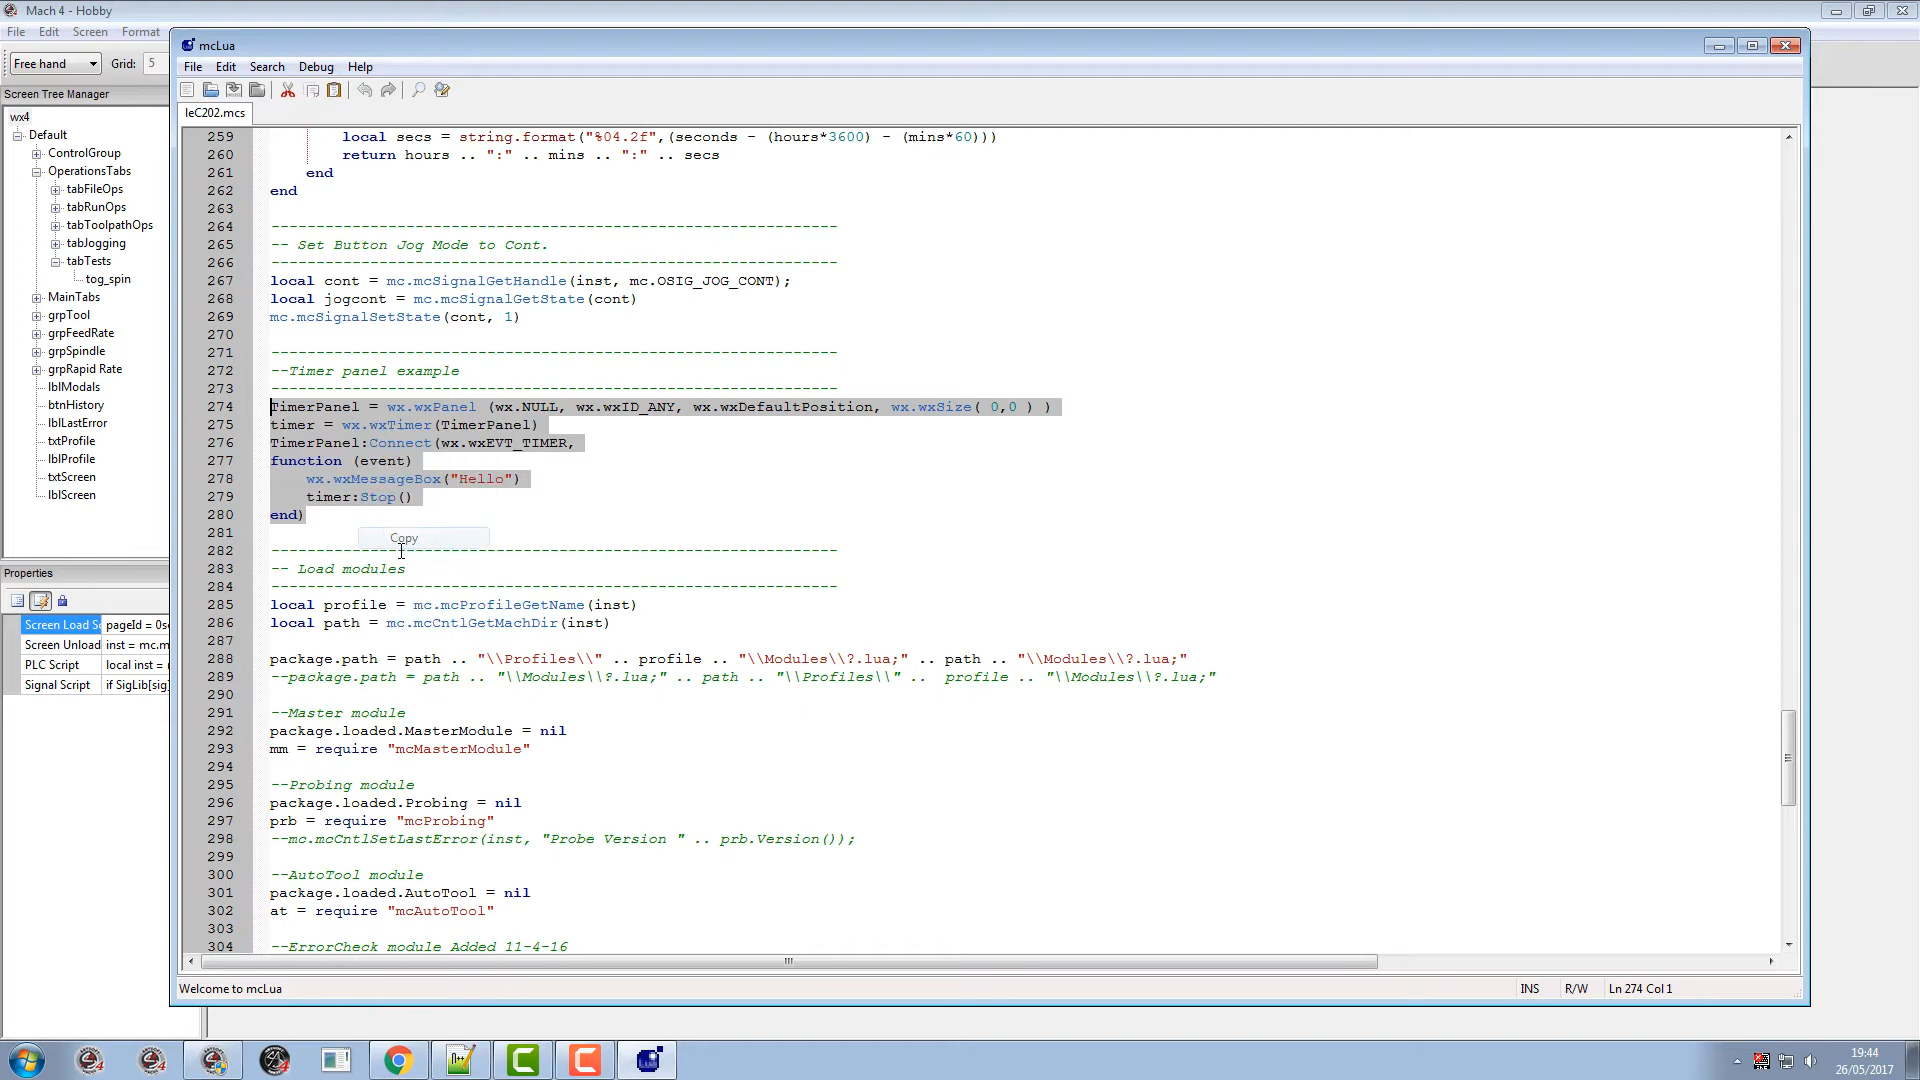 Mach 4 - Hobby
File Edit Screen Format
Free hand Grid: 5
Screen Tree Manager
wx4
Default
ControlGroup
OperationsTabs
tabFileOps
tabRunOps
tabToolpathOps
tabJogging
tabTests
tog_spin
MainTabs
grpTool
grpFeedRate
grpSpindle
grpRapid Rate
lblModals
btnHistory
lblLastError
txtProfile
lblProfile
txtScreen
lblScreen
Properties
Screen Load Sc pageId = 0sc
Screen Unload inst = mc.m
PLC Script local inst =
Signal Script if SigLib[sig
mcLua
File Edit Search Debug Help
leC202.mcs
259 local secs = string.format("%04.2f",(seconds - (hours*3600) - (mins*60)))
260 return hours .. ":" .. mins .. ":" .. secs
261 end
262 end
263
264 ---------------------------------------------------------------
265 -- Set Button Jog Mode to Cont.
266 ---------------------------------------------------------------
267 local cont = mc.mcSignalGetHandle(inst, mc.OSIG_JOG_CONT);
268 local jogcont = mc.mcSignalGetState(cont)
269 mc.mcSignalSetState(cont, 1)
270
271 ---------------------------------------------------------------
272 --Timer panel example
273 ---------------------------------------------------------------
274 TimerPanel = wx.wxPanel (wx.NULL, wx.wxID_ANY, wx.wxDefaultPosition, wx.wxSize( 0,0 ) )
275 timer = wx.wxTimer(TimerPanel)
276 TimerPanel:Connect(wx.wxEVT_TIMER,
277 function (event)
278 wx.wxMessageBox("Hello")
279 timer:Stop()
280 end)
281
Copy
282 ---------------------------------------------------------------
283 -- Load modules
284 ---------------------------------------------------------------
285 local profile = mc.mcProfileGetName(inst)
286 local path = mc.mcCntlGetMachDir(inst)
287
288 package.path = path .. "\\Profiles\\" .. profile .. "\\Modules\\?.lua;" .. path .. "\\Modules\\?.lua;"
289 --package.path = path .. "\\Modules\\?.lua;" .. path .. "\\Profiles\\" .. profile .. "\\Modules\\?.lua;"
290
291 --Master module
292 package.loaded.MasterModule = nil
293 mm = require "mcMasterModule"
294
295 --Probing module
296 package.loaded.Probing = nil
297 prb = require "mcProbing"
298 --mc.mcCntlSetLastError(inst, "Probe Version " .. prb.Version());
299
300 --AutoTool module
301 package.loaded.AutoTool = nil
302 at = require "mcAutoTool"
303
304 --ErrorCheck module Added 11-4-16
Welcome to mcLua INS R/W Ln 274 Col 1
19:44
26/05/2017